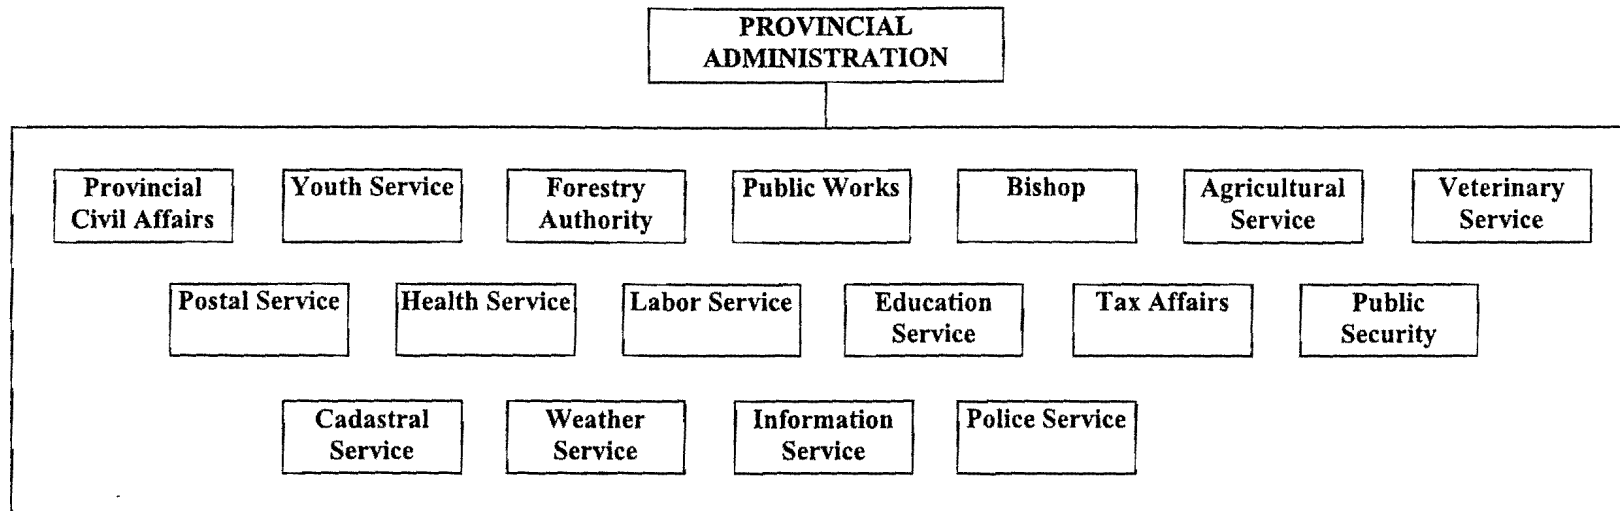 PROVINCIAL
ADMINISTRATION
Provincial
Civil Affairs
Youth Service
Forestry
Authority
Public Works
Bishop
Agricultural
Service
Veterinary
Service
Postal Service
Health Service
Labor Service
Education
Service
Tax Affairs
Public
Security
Cadastral
Service
Weather
Service
Information
Service
Police Service